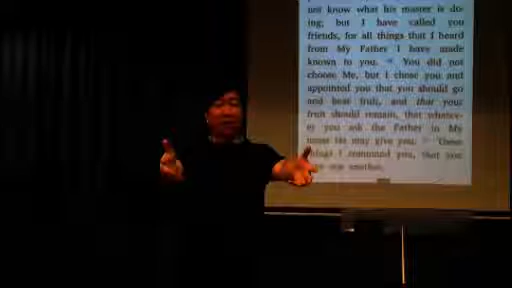 not know what his master is do-
ing; but I have called you
friends, for all things that I heard
from My Father I have made
known to you. You did not
choose Me, but I chose you and
appointed you that you should go
and bear fruit, and that your
fruit should remain, that whatev-
er you ask the Father in My
name He may give you. These
things I command you, that you
love one another.